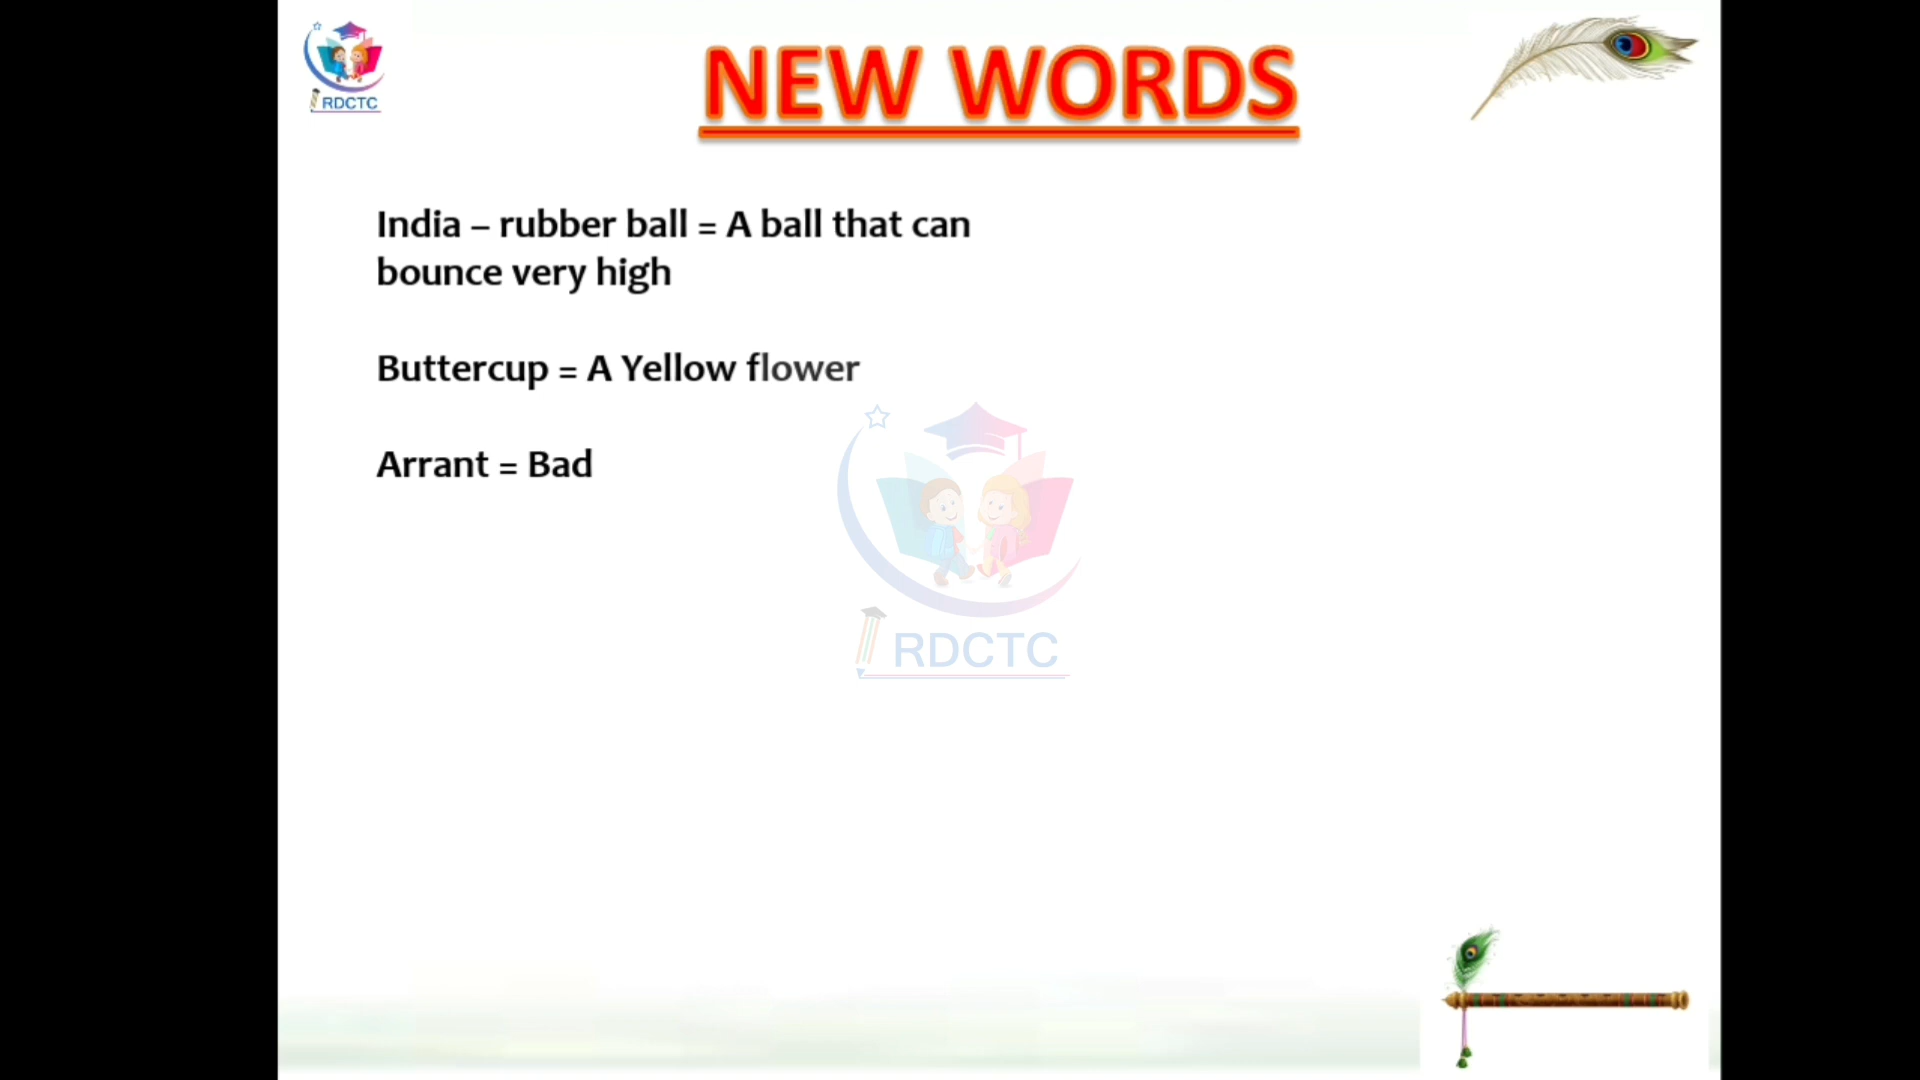 RDCTC
NEW WORDS
India – rubber ball = A ball that can
bounce very high
Buttercup = A Yellow flower
Arrant = Bad
RDCTC